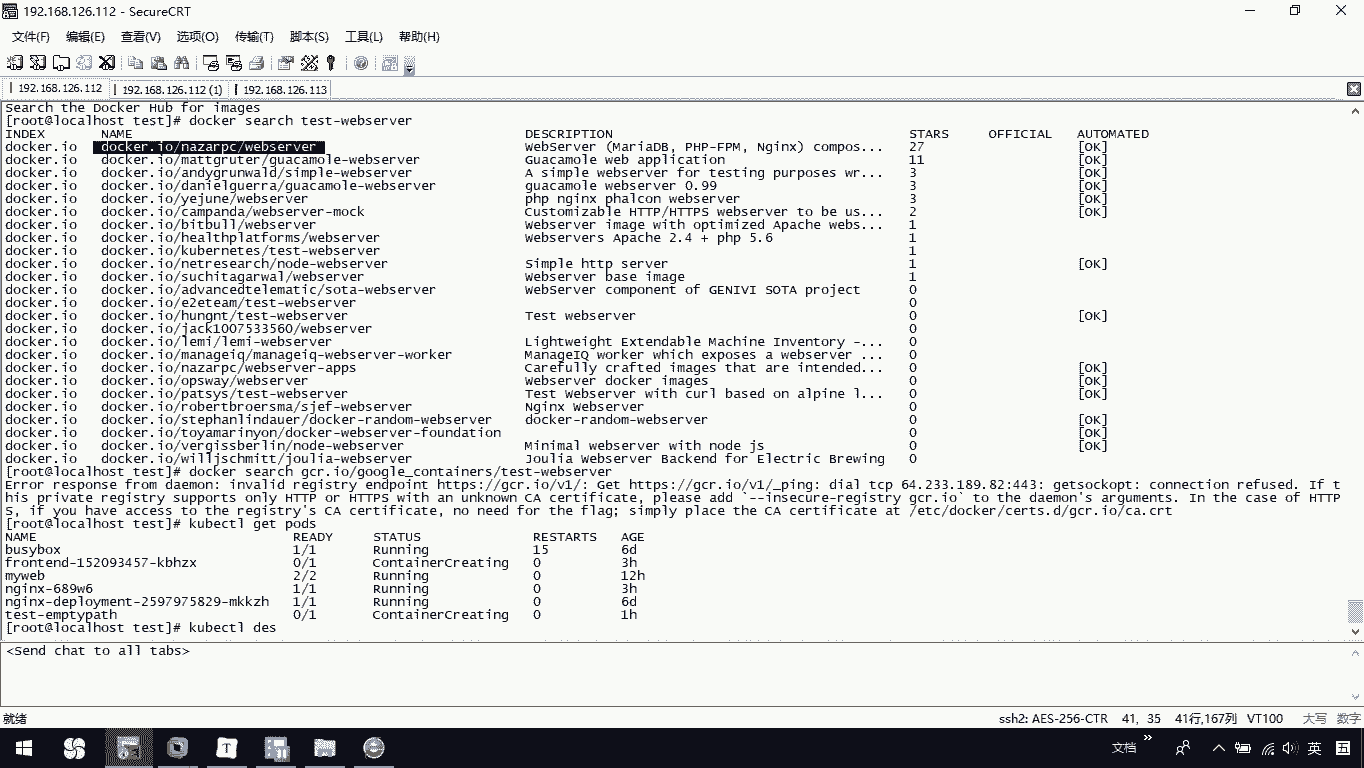 192.168.126.112 - SecureCRT
文件(F) 编辑(E) 查看(V) 选项(O) 传输(T) 脚本(S) 工具(L) 帮助(H)
192.168.126.112 192.168.126.112 (1) 192.168.126.113
Search the Docker Hub for images
[root@localhost test]# docker search test-webserver
INDEX NAME DESCRIPTION STARS OFFICIAL AUTOMATED
docker.io docker.io/nazarpc/webserver WebServer (MariaDB, PHP-FPM, Nginx) compos... 27 [OK]
docker.io docker.io/mattgruter/guacamole-webserver Guacamole web application 11 [OK]
docker.io docker.io/andygrunwald/simple-webserver A simple webserver for testing purposes wr... 3 [OK]
docker.io docker.io/danielguerra/guacamole-webserver guacamole webserver 0.99 3 [OK]
docker.io docker.io/yejune/webserver php nginx phalcon webserver 3 [OK]
docker.io docker.io/campanda/webserver-mock Customizable HTTP/HTTPS webserver to be us... 2 [OK]
docker.io docker.io/bitbull/webserver Webserver image with optimized Apache webs... 1
docker.io docker.io/healthplatforms/webserver Webservers Apache 2.4 + php 5.6 1
docker.io docker.io/kubernetes/test-webserver 1
docker.io docker.io/netresearch/node-webserver Simple http server 1 [OK]
docker.io docker.io/suchitagarwal/webserver Webserver base image 1
docker.io docker.io/advancedtelematic/sota-webserver WebServer component of GENIVI SOTA project 0
docker.io docker.io/e2eteam/test-webserver 0
docker.io docker.io/hungnt/test-webserver Test webserver 0 [OK]
docker.io docker.io/jack1007533560/webserver 0
docker.io docker.io/lemi/lemi-webserver Lightweight Extendable Machine Inventory -... 0
docker.io docker.io/manageiq/manageiq-webserver-worker ManageIQ worker which exposes a webserver ... 0 [OK]
docker.io docker.io/nazarpc/webserver-apps Carefully crafted images that are intended... 0 [OK]
docker.io docker.io/opsway/webserver Webserver docker images 0 [OK]
docker.io docker.io/patsys/test-webserver Test Webserver with curl based on alpine l... 0 [OK]
docker.io docker.io/robertbroersma/sjef-webserver Nginx Webserver 0
docker.io docker.io/stephanlindauer/docker-random-webserver docker-random-webserver 0 [OK]
docker.io docker.io/toyamarinyon/docker-webserver-foundation 0 [OK]
docker.io docker.io/vergissberlin/node-webserver Minimal webserver with node js 0 [OK]
docker.io docker.io/willjschmitt/joulia-webserver Joulia Webserver Backend for Electric Brewing 0
[root@localhost test]# docker search gcr.io/google_containers/test-webserver
Error response from daemon: invalid registry endpoint https://gcr.io/v1/: Get https://gcr.io/v1/_ping: dial tcp 64.233.189.82:443: getsockopt: connection refused. If t
his private registry supports only HTTP or HTTPS with an unknown CA certificate, please add `--insecure-registry gcr.io` to the daemon's arguments. In the case of HTTP
S, if you have access to the registry's CA certificate, no need for the flag; simply place the CA certificate at /etc/docker/certs.d/gcr.io/ca.crt
[root@localhost test]# kubectl get pods
NAME READY STATUS RESTARTS AGE
busybox 1/1 Running 15 6d
frontend-152093457-kbhzx 0/1 ContainerCreating 0 3h
myweb 2/2 Running 0 12h
nginx-689w6 1/1 Running 0 3h
nginx-deployment-2597975829-mkkzh 1/1 Running 0 6d
test-emptypath 0/1 ContainerCreating 0 1h
[root@localhost test]# kubectl des
<Send chat to all tabs>
就绪 ssh2: AES-256-CTR 41, 35 41行,167列 VT100 大写 数字
T 文档 » 英 五